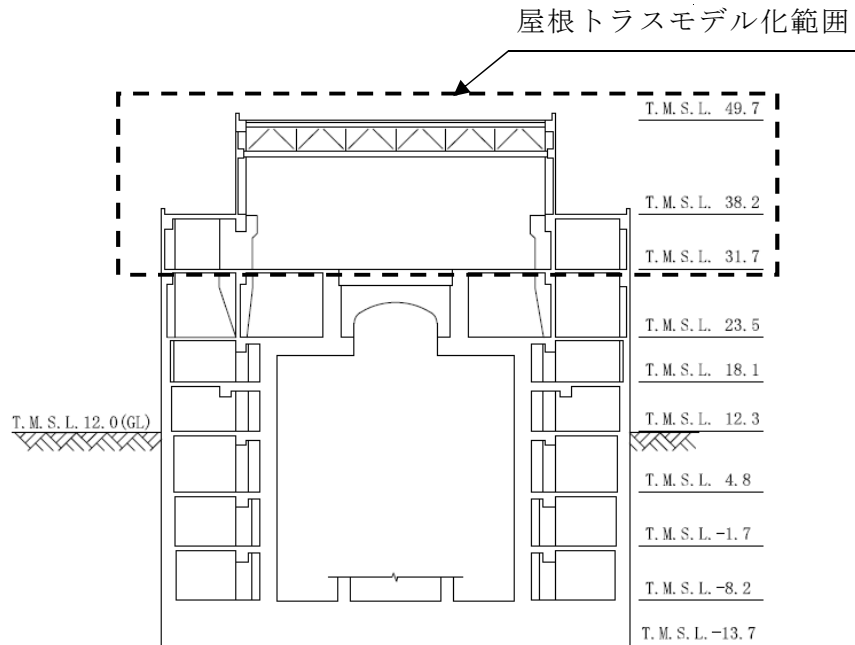 屋根トラスモデル化範囲
T.M.S.L. 49.7
T.M.S.L. 38.2
T.M.S.L. 31.7
T.M.S.L. 23.5
T.M.S.L. 18.1
T.M.S.L.12.0(GL)
T.M.S.L. 12.3
T.M.S.L. 4.8
T.M.S.L.-1.7
T.M.S.L.-8.2
T.M.S.L.-13.7